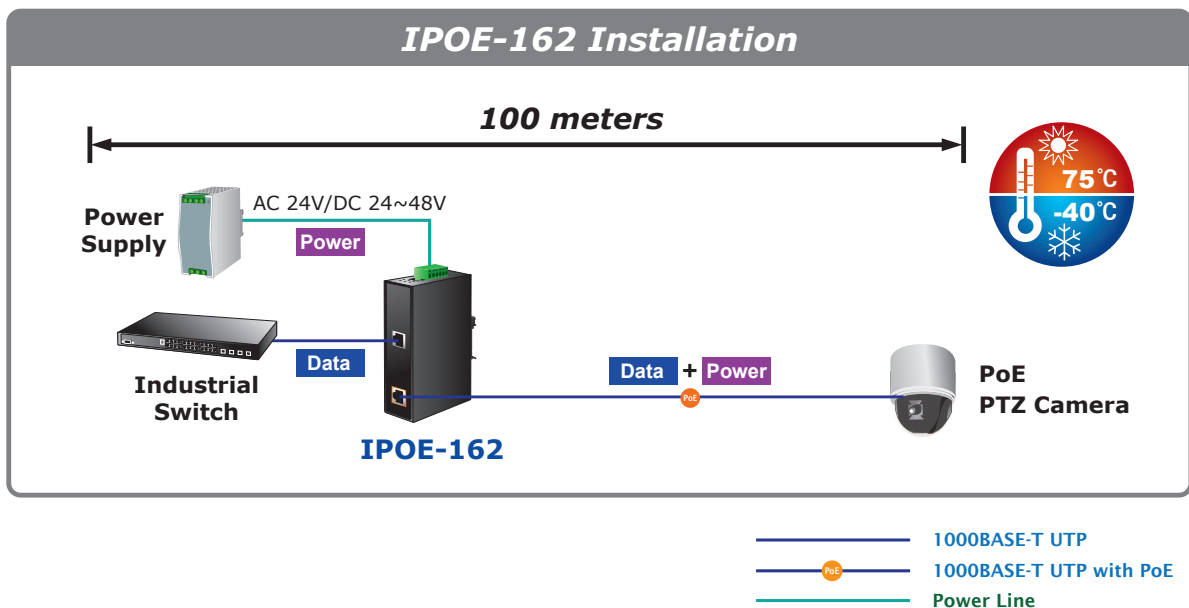 IPOE-162 Installation
100 meters
75°C
-40°C
AC 24V/DC 24~48V
Power
Supply
Power
Data
Data + Power
PoE
Industrial
Switch
PoE
PTZ Camera
IPOE-162
1000BASE-T UTP
PoE
1000BASE-T UTP with PoE
Power Line